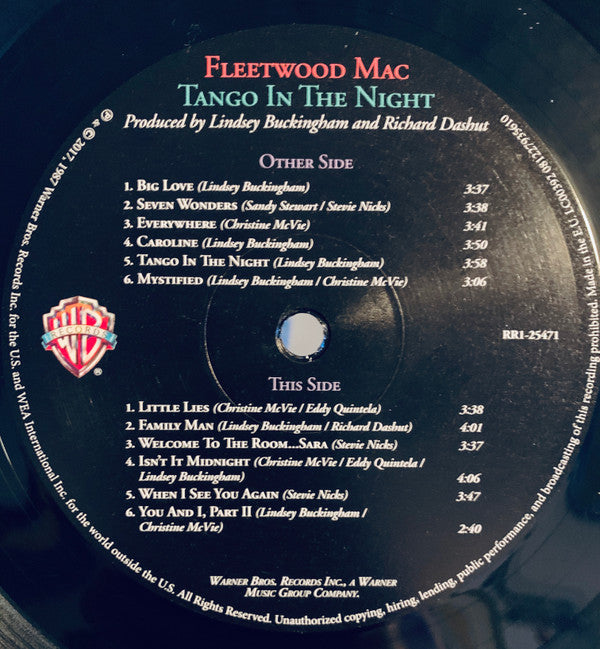 FLEETWOOD MAC
TANGO IN THE NIGHT
Produced by Lindsey Buckingham and Richard Dashut
OTHER SIDE
1. BIG LOVE (Lindsey Buckingham) 3:37
2. SEVEN WONDERS (Sandy Stewart / Stevie Nicks) 3:38
3. EVERYWHERE (Christine McVie) 3:41
4. CAROLINE (Lindsey Buckingham) 3:50
5. TANGO IN THE NIGHT (Lindsey Buckingham) 3:58
6. MYSTIFIED (Lindsey Buckingham / Christine McVie) 3:06
RECORDS
®
RR1-25471
THIS SIDE
1. LITTLE LIES (Christine McVie / Eddy Quintela) 3:38
2. FAMILY MAN (Lindsey Buckingham / Richard Dashut) 4:01
3. WELCOME TO THE ROOM...SARA (Stevie Nicks) 3:37
4. ISN'T IT MIDNIGHT (Christine McVie / Eddy Quintela /
Lindsey Buckingham) 4:06
5. WHEN I SEE YOU AGAIN (Stevie Nicks) 3:47
6. YOU AND I, PART II (Lindsey Buckingham /
Christine McVie) 2:40
WARNER BROS. RECORDS INC., A WARNER
MUSIC GROUP COMPANY.
℗ & © 2017, 1987 Warner Bros. Records Inc. for the U.S. and WEA International Inc. for the world outside the U.S. All Rights Reserved. Unauthorized copying, hiring, lending, public performance, and broadcasting of this recording prohibited. Made in the E.U. LC00392 081227935610